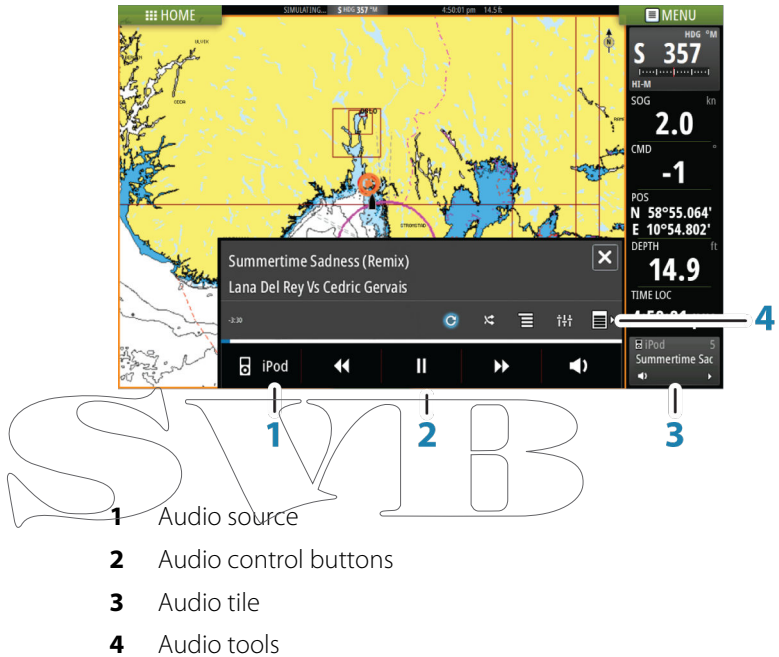 HOME
SIMULATING... S HDG 357 °M 4:50:01 pm 14.5 ft
MENU
HDG °M
S 357
HI-M
SOG kn
2.0
CMD °
-1
POS
N 58°55.064'
E 10°54.802'
DEPTH ft
14.9
TIME LOC
iPod 5
Summertime Sac
N
STROMSTAD
Summertime Sadness (Remix)
Lana Del Rey Vs Cedric Gervais
-3:30
iPod
4
1
2
3
SVB
1 Audio source
2 Audio control buttons
3 Audio tile
4 Audio tools